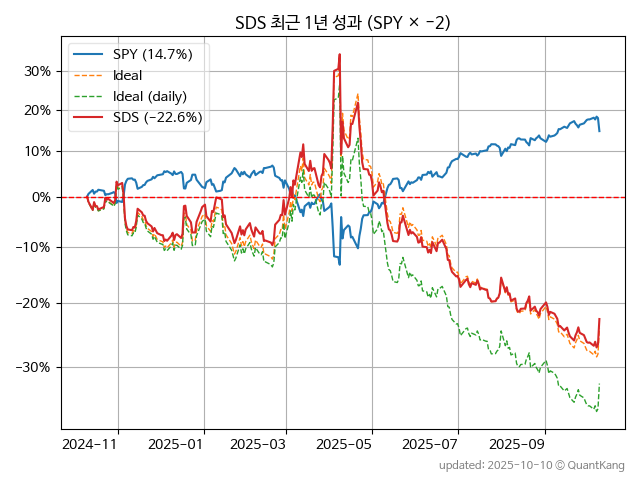 SDS 최근 1년 성과 (SPY × −2)
SPY (14.7%)
Ideal
Ideal (daily)
SDS (−22.6%)
30%
20%
10%
0%
−10%
−20%
−30%
2024-11
2025-01
2025-03
2025-05
2025-07
2025-09
updated: 2025-10-10 © QuantKang